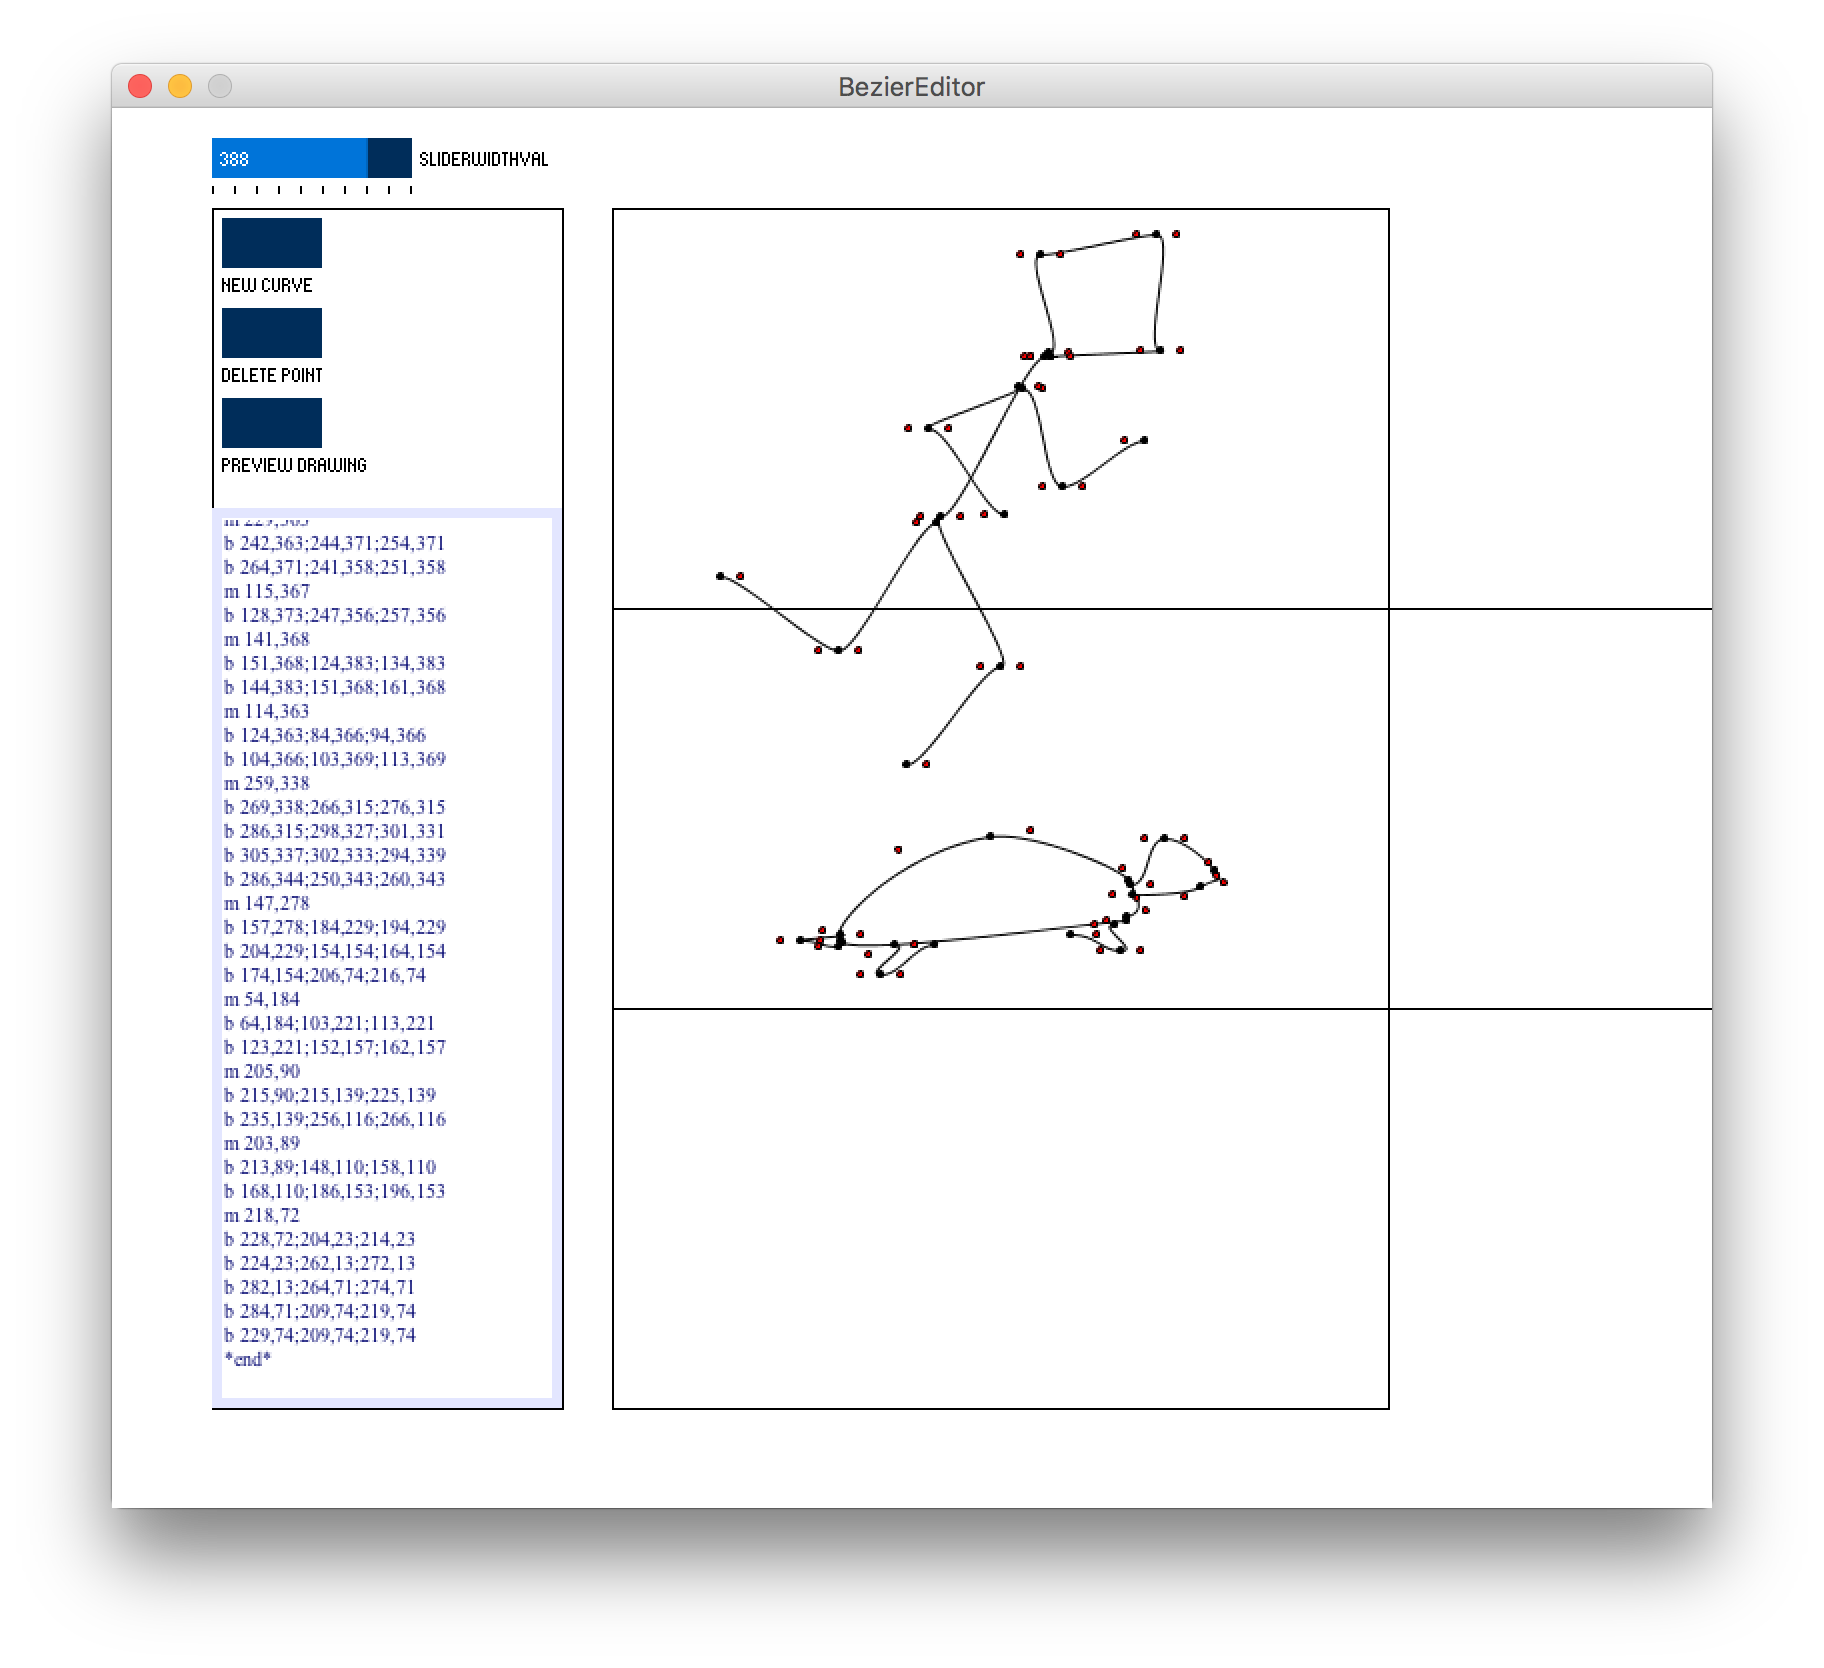 BezierEditor
388 SLIDERWIDTHVAL
NEW CURVE
DELETE POINT
PREVIEW DRAWING
m 229,363
b 242,363;244,371;254,371
b 264,371;241,358;251,358
m 115,367
b 128,373;247,356;257,356
m 141,368
b 151,368;124,383;134,383
b 144,383;151,368;161,368
m 114,363
b 124,363;84,366;94,366
b 104,366;103,369;113,369
m 259,338
b 269,338;266,315;276,315
b 286,315;298,327;301,331
b 305,337;302,333;294,339
b 286,344;250,343;260,343
m 147,278
b 157,278;184,229;194,229
b 204,229;154,154;164,154
b 174,154;206,74;216,74
m 54,184
b 64,184;103,221;113,221
b 123,221;152,157;162,157
m 205,90
b 215,90;215,139;225,139
b 235,139;256,116;266,116
m 203,89
b 213,89;148,110;158,110
b 168,110;186,153;196,153
m 218,72
b 228,72;204,23;214,23
b 224,23;262,13;272,13
b 282,13;264,71;274,71
b 284,71;209,74;219,74
b 229,74;209,74;219,74
*end*